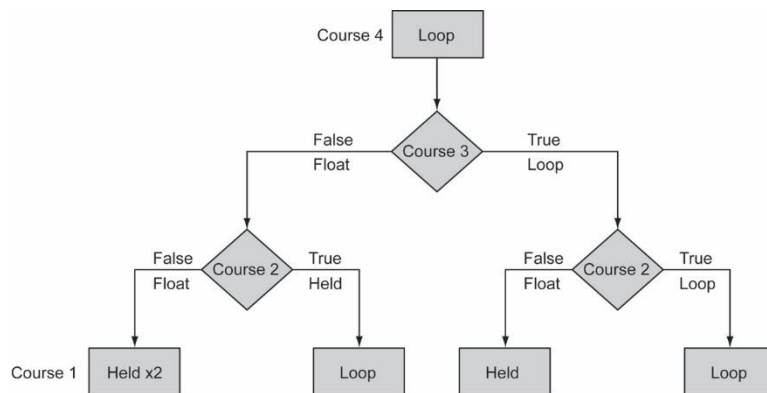 Course 4 Loop
False True
Course 3
Float Loop
False True False True
Course 2 Course 2
Float Held Float Loop
Course 1 Held x2 Loop Held Loop